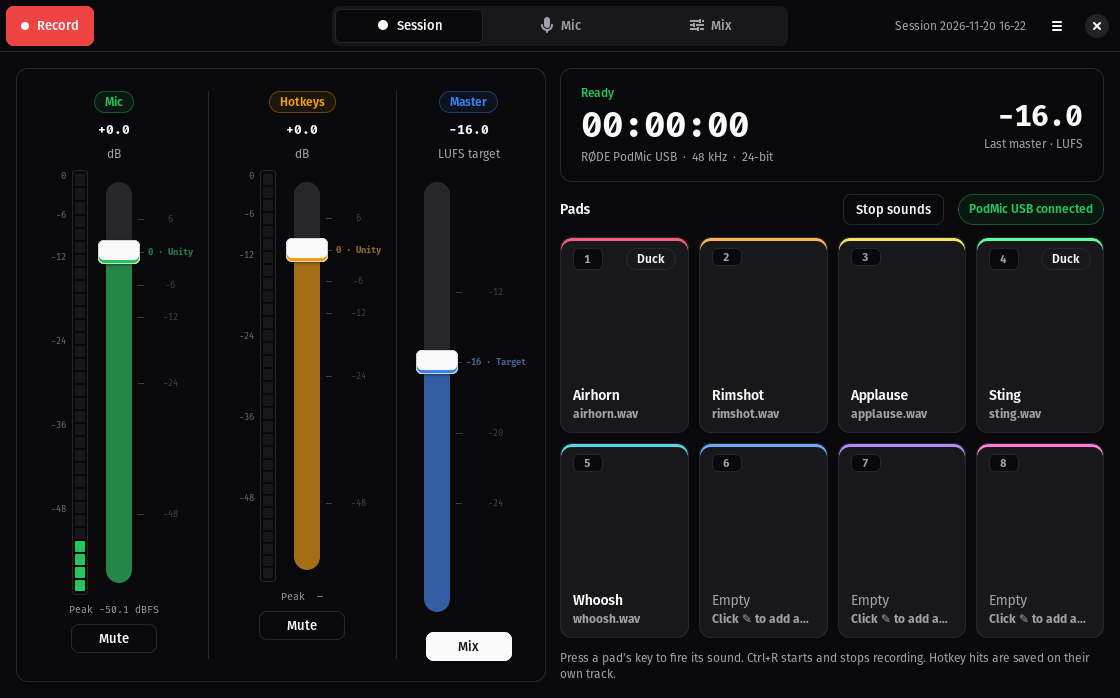 Record
Session
Mic
Mix
Session 2026-11-20 16-22
Mic
+0.0
dB
0
-6
-12
-24
-36
-48
6
0 · Unity
-6
-12
-24
-48
Peak -50.1 dBFS
Mute
Hotkeys
+0.0
dB
0
-6
-12
-24
-36
-48
6
0 · Unity
-6
-12
-24
-48
Peak —
Mute
Master
-16.0
LUFS target
-12
-16 · Target
-20
-24
Mix
Ready
00:00:00
RØDE PodMic USB · 48 kHz · 24-bit
-16.0
Last master · LUFS
Pads
Stop sounds
PodMic USB connected
1
Duck
Airhorn
airhorn.wav
2
Rimshot
rimshot.wav
3
Applause
applause.wav
4
Duck
Sting
sting.wav
5
Whoosh
whoosh.wav
6
Empty
Click ✎ to add a…
7
Empty
Click ✎ to add a…
8
Empty
Click ✎ to add a…
Press a pad's key to fire its sound. Ctrl+R starts and stops recording. Hotkey hits are saved on their
own track.